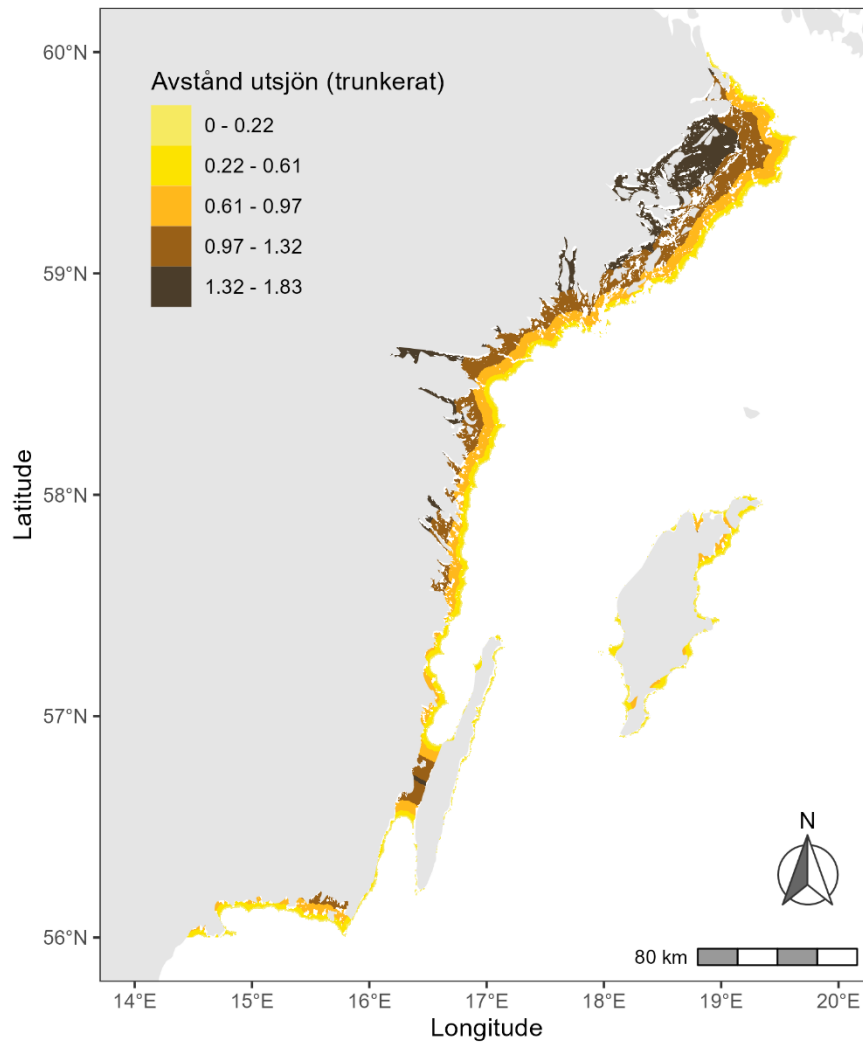 Avstånd utsjön (trunkerat)
0 - 0.22
0.22 - 0.61
0.61 - 0.97
0.97 - 1.32
1.32 - 1.83
60°N
59°N
58°N
57°N
56°N
Latitude
N
80 km
14°E 15°E 16°E 17°E 18°E 19°E 20°E
Longitude